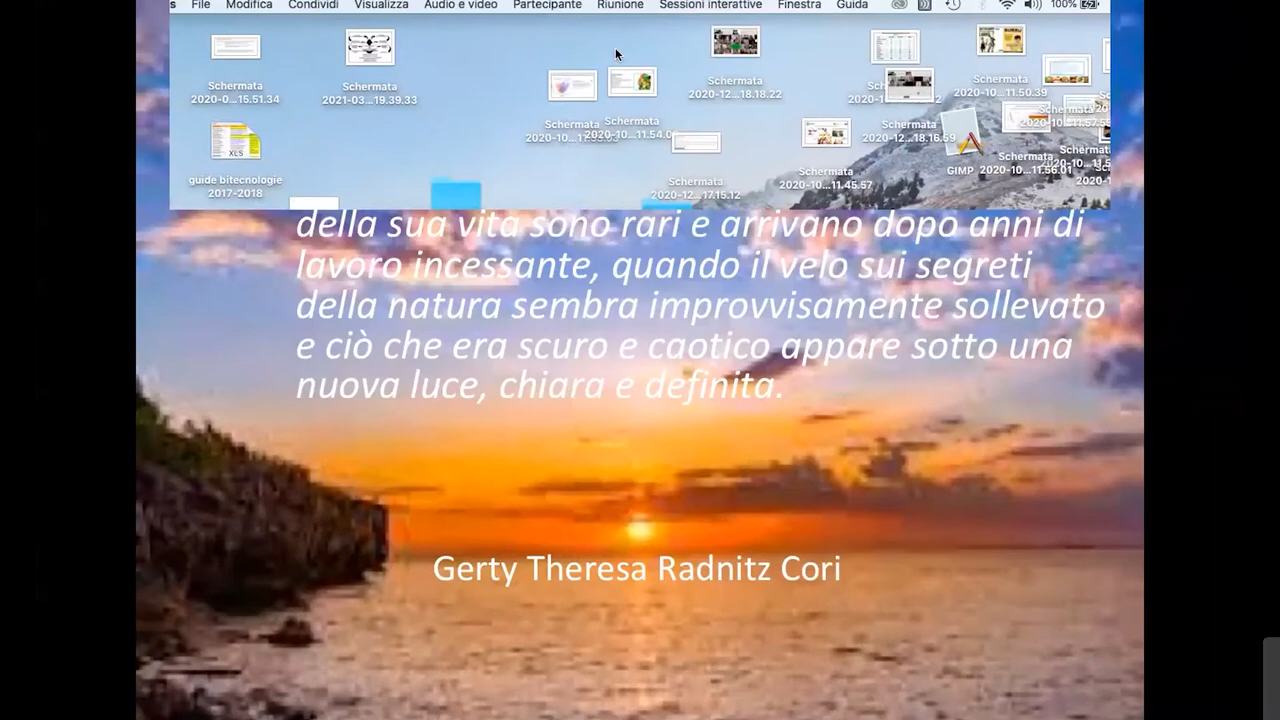 s File Modifica Condividi Visualizza Audio e video Partecipante Riunione Sessioni interattive Finestra Guida 100%
Schermata
2020-0...15.51.34
Schermata
2021-03...19.39.33
Schermata
2020-10...
Schermata
2020-10...11.54.0
Schermata
2020-12...18.18.22
Schermata
2020-12...17.15.12
Schermata
2020-10...11.45.57
Schermata
2020-12...18.16.59
Schermata
2020-10...11.50.39
GIMP
Schermata
2020-10...11.56.01
XLS
guide bitecnologie
2017-2018
della sua vita sono rari e arrivano dopo anni di
lavoro incessante, quando il velo sui segreti
della natura sembra improvvisamente sollevato
e ciò che era scuro e caotico appare sotto una
nuova luce, chiara e definita.
Gerty Theresa Radnitz Cori